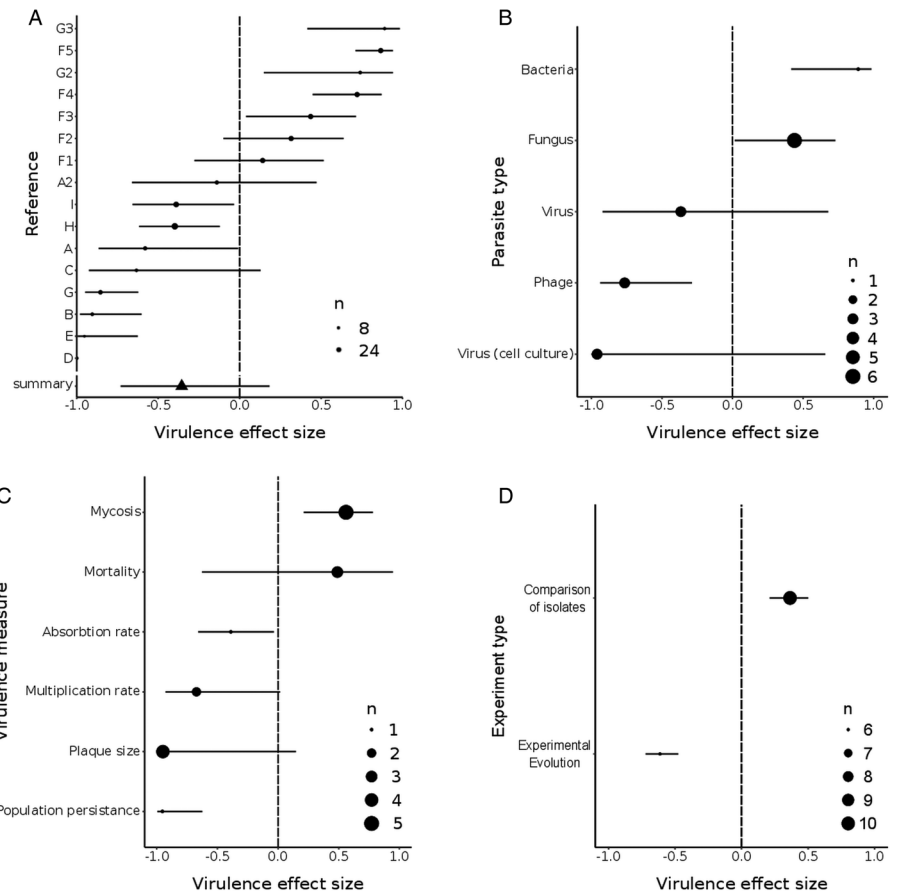 A
G3
F5
G2
F4
F3
F2
F1
A2
I
H
A
C
G
B
E
D
summary
Reference
n
8
24
-1.0 -0.5 0.0 0.5 1.0
Virulence effect size
B
Bacteria
Fungus
Virus
Phage
Virus (cell culture)
Parasite type
n
1
2
3
4
5
6
-1.0 -0.5 0.0 0.5 1.0
Virulence effect size
C
Mycosis
Mortality
Absorbtion rate
Multiplication rate
Plaque size
Population persistance
Virulence measure
n
1
2
3
4
5
-1.0 -0.5 0.0 0.5 1.0
Virulence effect size
D
Comparison
of isolates
Experimental
Evolution
Experiment type
n
6
7
8
9
10
-1.0 -0.5 0.0 0.5 1.0
Virulence effect size